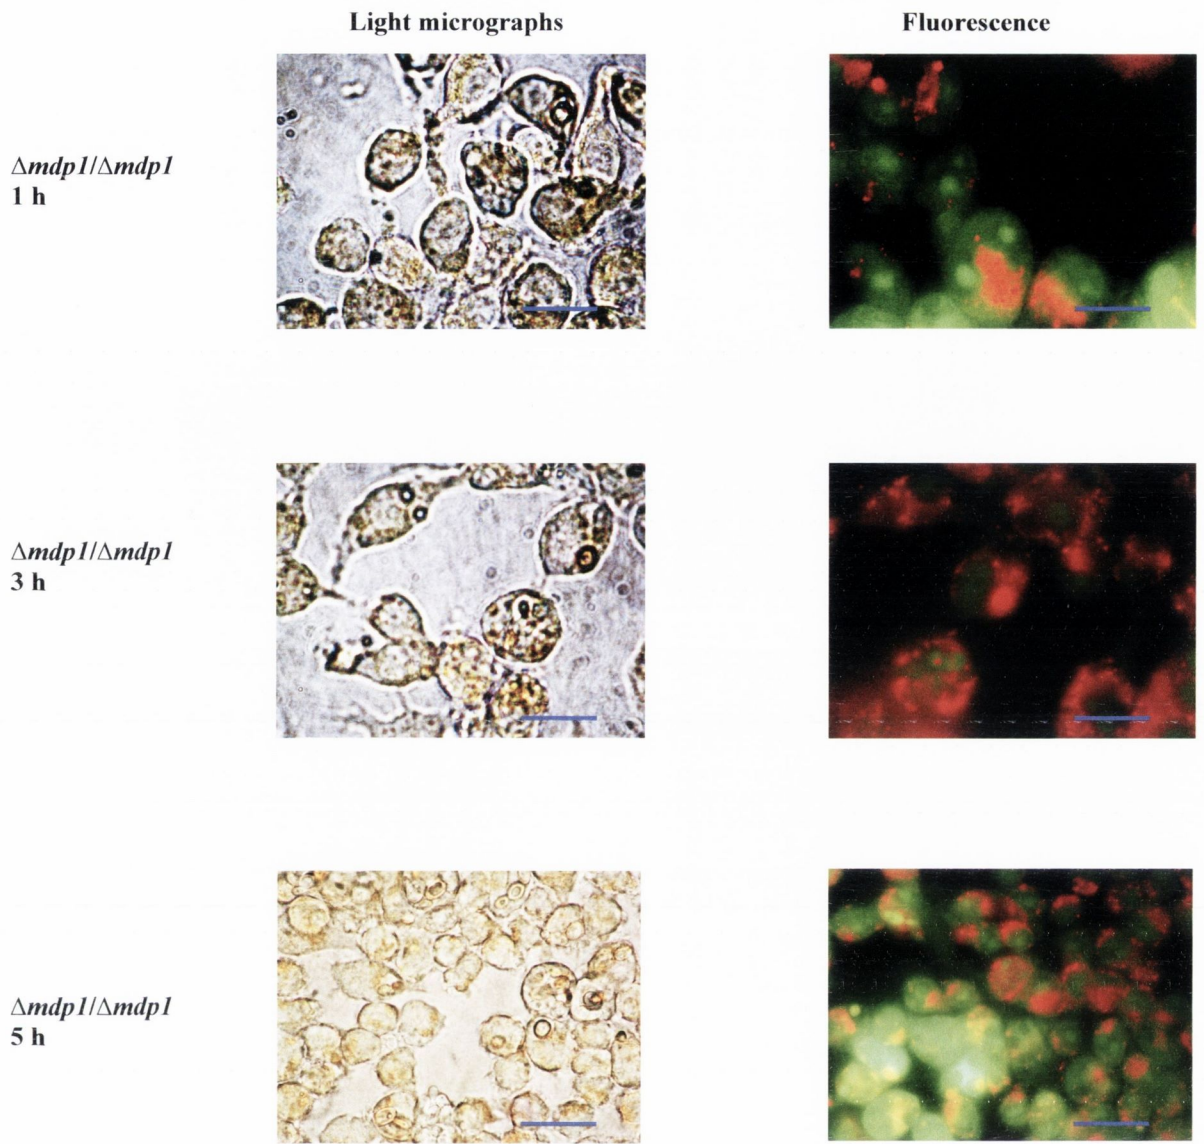 Light micrographs
Fluorescence
Δmdp1/Δmdp1
1 h
Δmdp1/Δmdp1
3 h
Δmdp1/Δmdp1
5 h